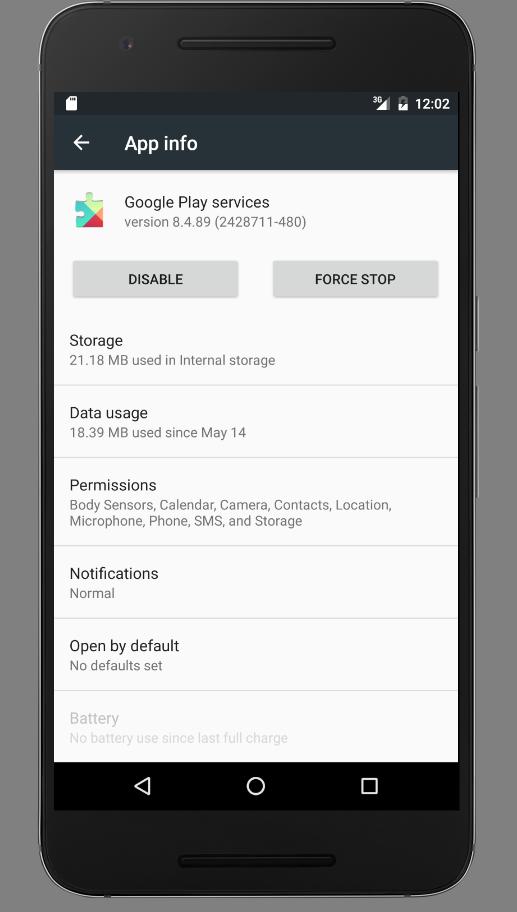 3G 12:02
App info
Google Play services
version 8.4.89 (2428711-480)
DISABLE FORCE STOP
Storage
21.18 MB used in Internal storage
Data usage
18.39 MB used since May 14
Permissions
Body Sensors, Calendar, Camera, Contacts, Location,
Microphone, Phone, SMS, and Storage
Notifications
Normal
Open by default
No defaults set
Battery
No battery use since last full charge